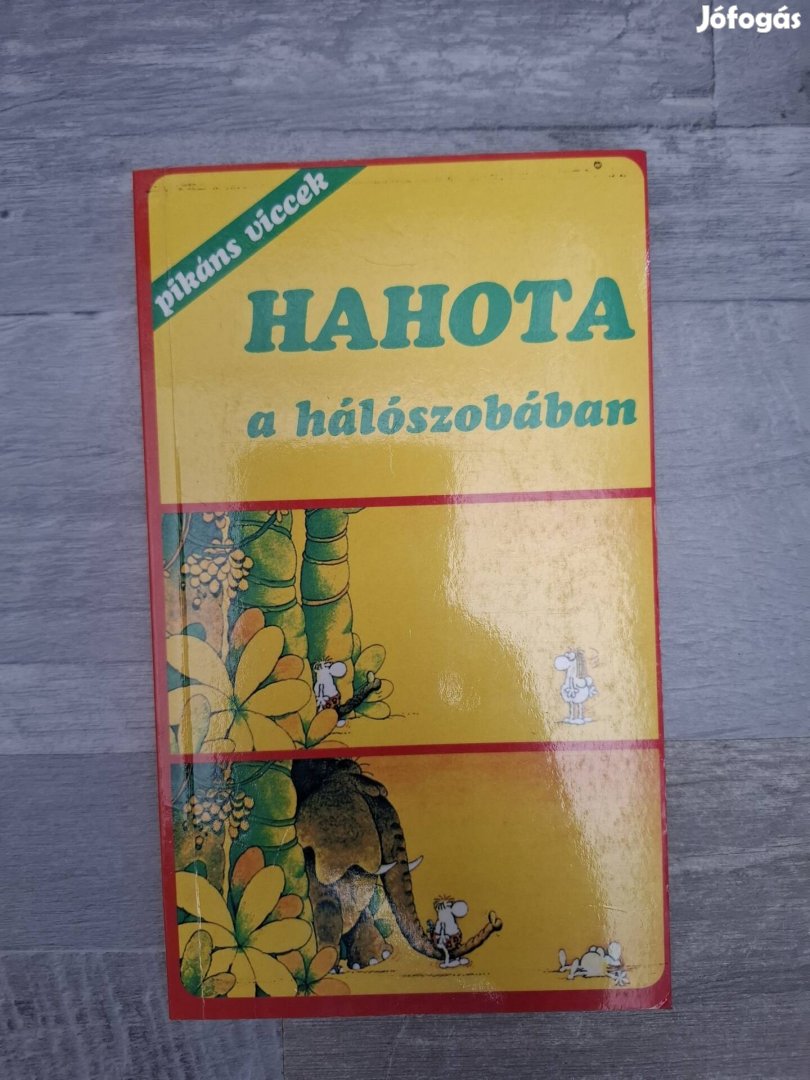 Jófogás
pikáns viccek
HAHOTA
a hálószobában